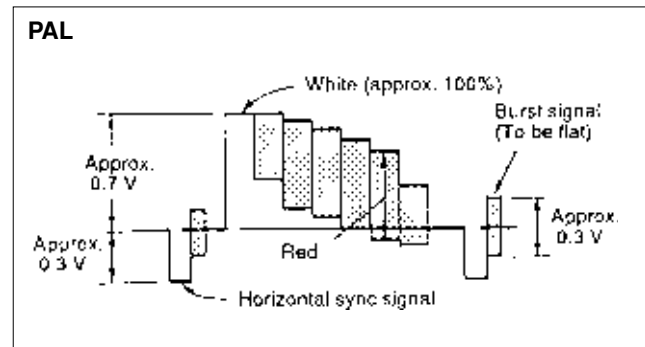 PAL
White (approx. 100%)
Burst signal
(To be flat)
Approx.
0.7 V
Approx.
0.3 V
Approx.
0.3 V
Red
Horizontal sync signal